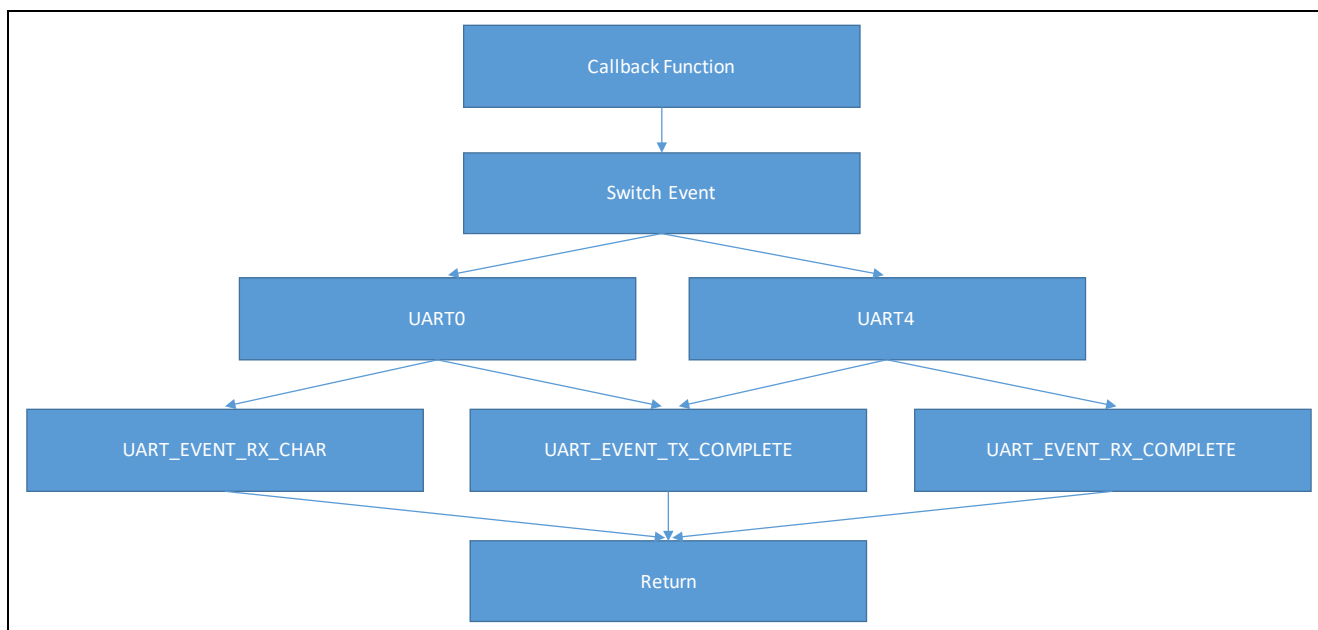 Callback Function
Switch Event
UART0
UART4
UART_EVENT_RX_CHAR
UART_EVENT_TX_COMPLETE
UART_EVENT_RX_COMPLETE
Return